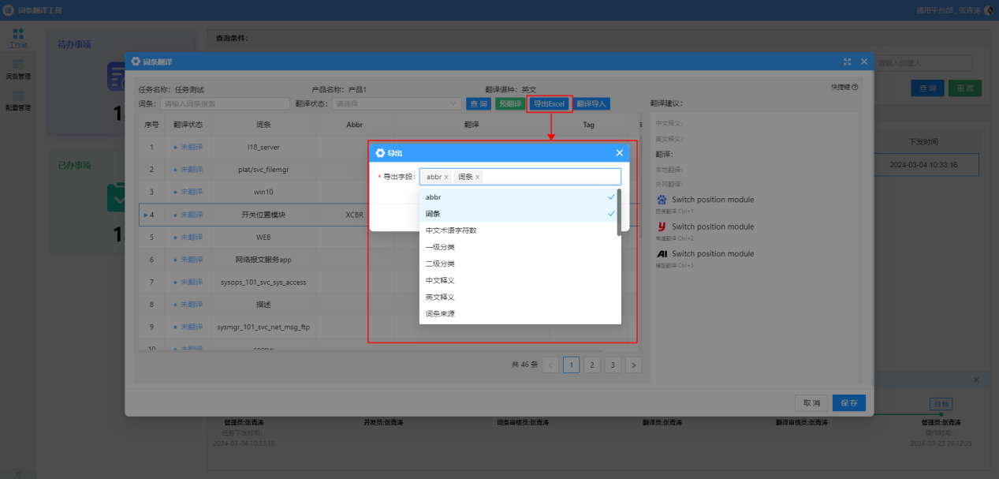 词条翻译工具
通用平台部_张青涛
工作台
词条管理
配置管理
待办事项
已办事项
查询条件:
请输入创建人
查 询
重 置
下发时间
2024-03-04 10:33:16
词条翻译
任务名称: 任务测试
产品名称: 产品1
翻译语种: 英文
快捷键
词条: 请输入词条搜索
翻译状态: 请选择
查 询
预翻译
导出Excel
翻译导入
序号 翻译状态 词条 Abbr 翻译 Tag
1 未翻译 I18_server
2 未翻译 plat/svc_filemgr
3 未翻译 win10
4 未翻译 开关位置模块 XCBR
5 未翻译 WEB
6 未翻译 网络报文服务app
7 未翻译 sysops_101_svc_sys_access
8 未翻译 描述
9 未翻译 sysmgr_101_svc_net_msg_ftp
10 未翻译
共 46 条
1 2 3
导出
* 导出字段: abbr × 词条 ×
abbr
词条
中文术语字符数
一级分类
二级分类
中文释义
英文释义
词条来源
翻译建议:
中文释义:
英文释义:
翻译:
本地翻译:
外网翻译:
Switch position module
百度翻译 Ctrl+1
Switch position module
有道翻译 Ctrl+2
AI Switch position module
模型翻译 Ctrl+3
取 消
保 存
管理员:张青涛
任务下发时间:
2024-03-04 10:33:16
开发员:张青涛
词条审核员:张青涛
翻译员:张青涛
翻译审核员:张青涛
管理员:张青涛
操作时间:
2024-03-25 09:12:35